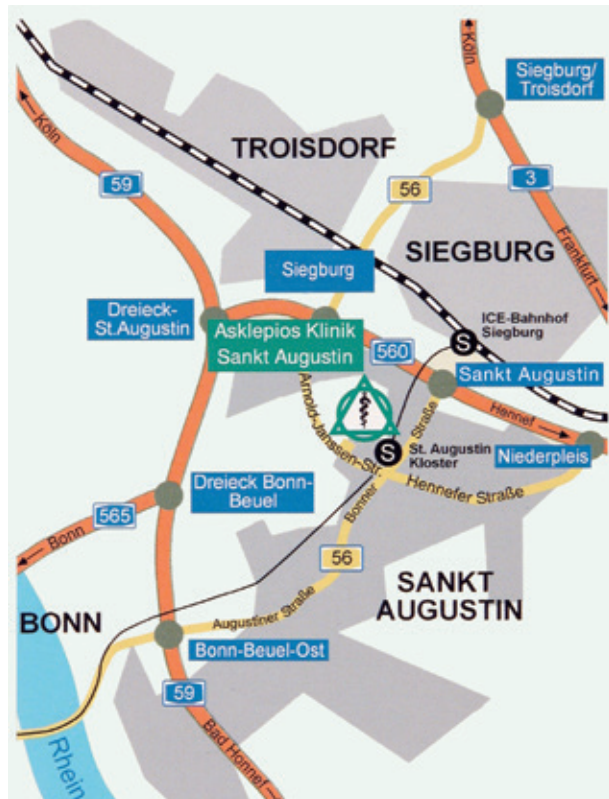 Köln
Siegburg/
Troisdorf
TROISDORF
Köln
59
56
3
SIEGBURG
Frankfurt
Siegburg
ICE-Bahnhof
Siegburg
Dreieck-
St.Augustin
Asklepios Klinik
Sankt Augustin
560
Sankt Augustin
Arnold-Janssen-Str.
Straße
Hennef
S
S
St. Augustin
Kloster
Niederpleis
Hennefer Straße
Dreieck Bonn-
Beuel
565
Bonn
Bonner
56
SANKT
AUGUSTIN
BONN
Augustiner Straße
Bonn-Beuel-Ost
59
Bad Honnef
Rhein